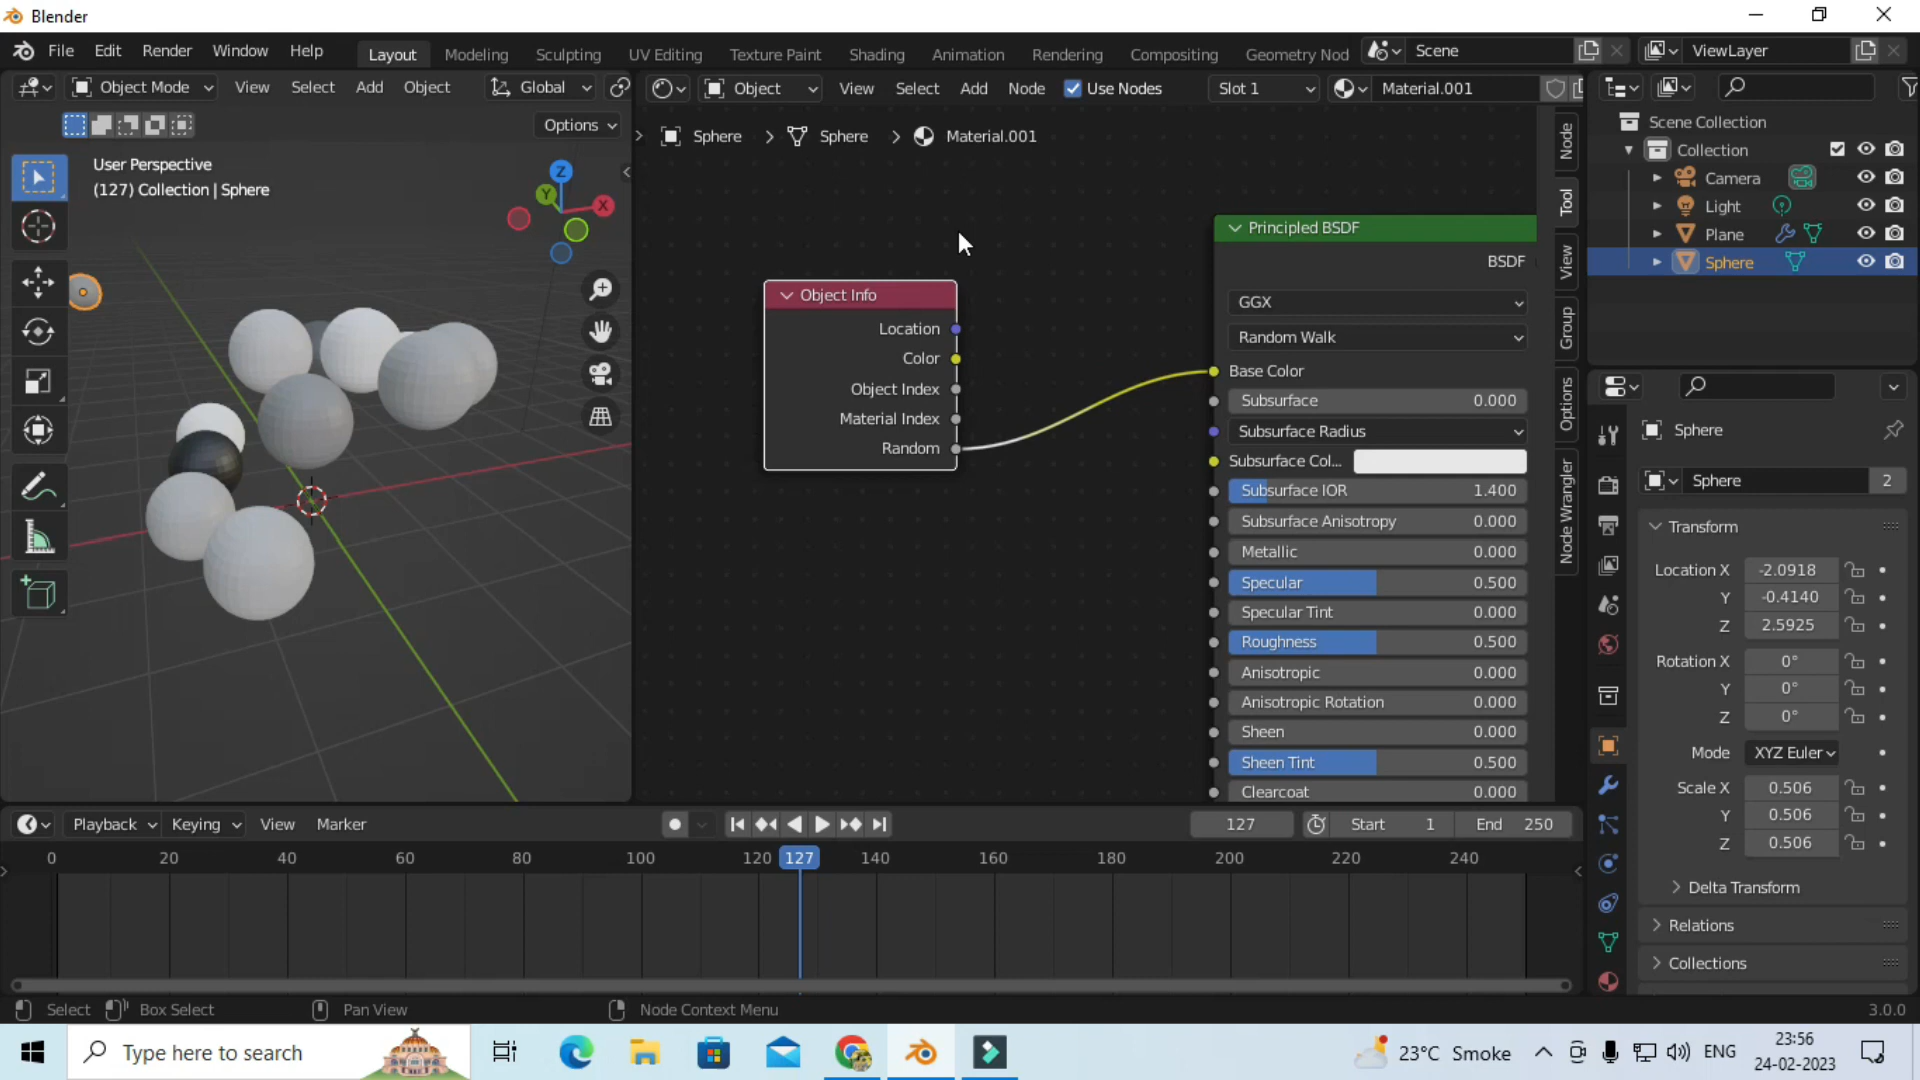 Blender
File Edit Render Window Help Layout Modeling Sculpting UV Editing Texture Paint Shading Animation Rendering Compositing Geometry Nod Scene ViewLayer
Object Mode View Select Add Object Global Object View Select Add Node Use Nodes Slot 1 Material.001
Options
User Perspective
(127) Collection | Sphere
Z
Y
X
Sphere > Sphere > Material.001
Object Info
Location
Color
Object Index
Material Index
Random
Principled BSDF
BSDF
GGX
Random Walk
Base Color
Subsurface 0.000
Subsurface Radius
Subsurface Col...
Subsurface IOR 1.400
Subsurface Anisotropy 0.000
Metallic 0.000
Specular 0.500
Specular Tint 0.000
Roughness 0.500
Anisotropic 0.000
Anisotropic Rotation 0.000
Sheen 0.000
Sheen Tint 0.500
Clearcoat 0.000
Node
Tool
View
Group
Options
Node Wrangler
Scene Collection
Collection
Camera
Light
Plane
Sphere
Sphere
Sphere 2
Transform
Location X -2.0918
Y -0.4140
Z 2.5925
Rotation X 0°
Y 0°
Z 0°
Mode XYZ Euler
Scale X 0.506
Y 0.506
Z 0.506
Delta Transform
Relations
Collections
Playback Keying View Marker 127 Start 1 End 250
0 20 40 60 80 100 120 127 140 160 180 200 220 240
Select Box Select Pan View Node Context Menu 3.0.0
Type here to search 23°C Smoke ENG 23:56
24-02-2023